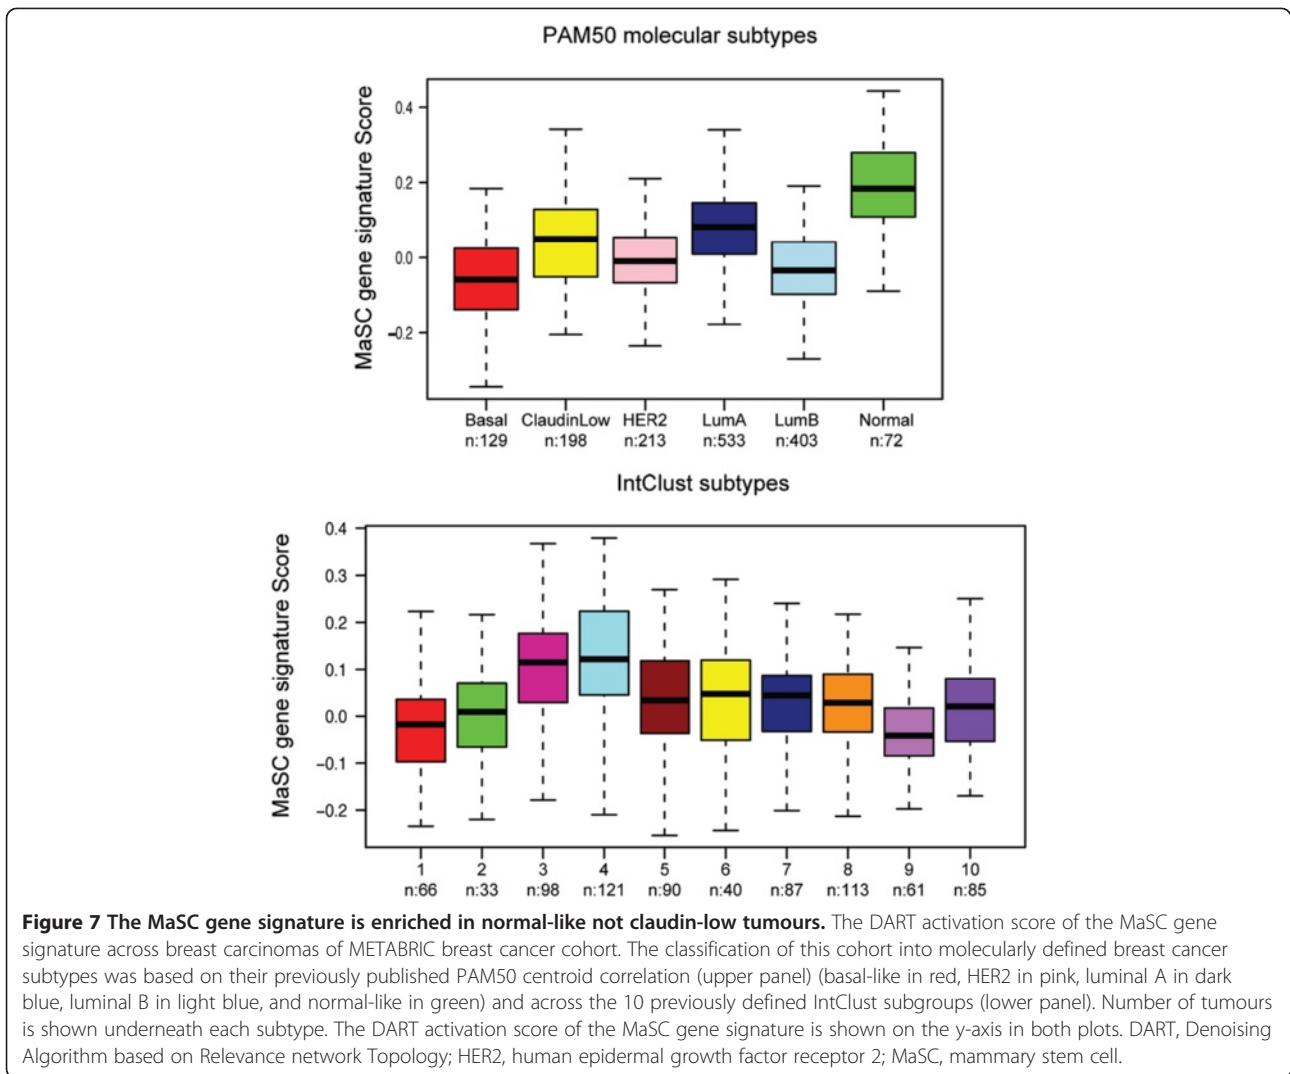 PAM50 molecular subtypes
MaSC gene signature Score
0.4
0.2
0.0
-0.2
Basal ClaudinLow HER2 LumA LumB Normal
n:129 n:198 n:213 n:533 n:403 n:72
IntClust subtypes
MaSC gene signature Score
0.4
0.3
0.2
0.1
0.0
-0.1
-0.2
1 2 3 4 5 6 7 8 9 10
n:66 n:33 n:98 n:121 n:90 n:40 n:87 n:113 n:61 n:85
Figure 7 The MaSC gene signature is enriched in normal-like not claudin-low tumours. The DART activation score of the MaSC gene
signature across breast carcinomas of METABRIC breast cancer cohort. The classification of this cohort into molecularly defined breast cancer
subtypes was based on their previously published PAM50 centroid correlation (upper panel) (basal-like in red, HER2 in pink, luminal A in dark
blue, luminal B in light blue, and normal-like in green) and across the 10 previously defined IntClust subgroups (lower panel). Number of tumours
is shown underneath each subtype. The DART activation score of the MaSC gene signature is shown on the y-axis in both plots. DART, Denoising
Algorithm based on Relevance network Topology; HER2, human epidermal growth factor receptor 2; MaSC, mammary stem cell.